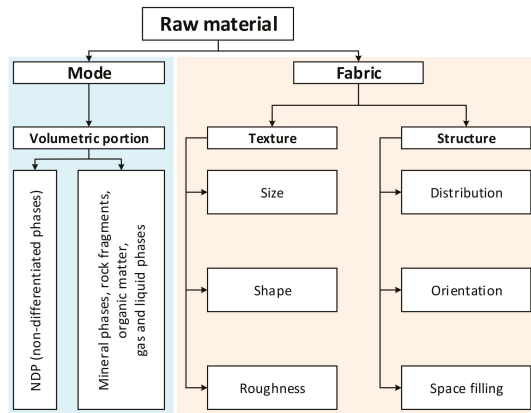 Raw material
Mode
Fabric
Volumetric portion
Texture
Structure
NDP (non-differentiated phases)
Mineral phases, rock fragments,
organic matter,
gas and liquid phases
Size
Distribution
Shape
Orientation
Roughness
Space filling